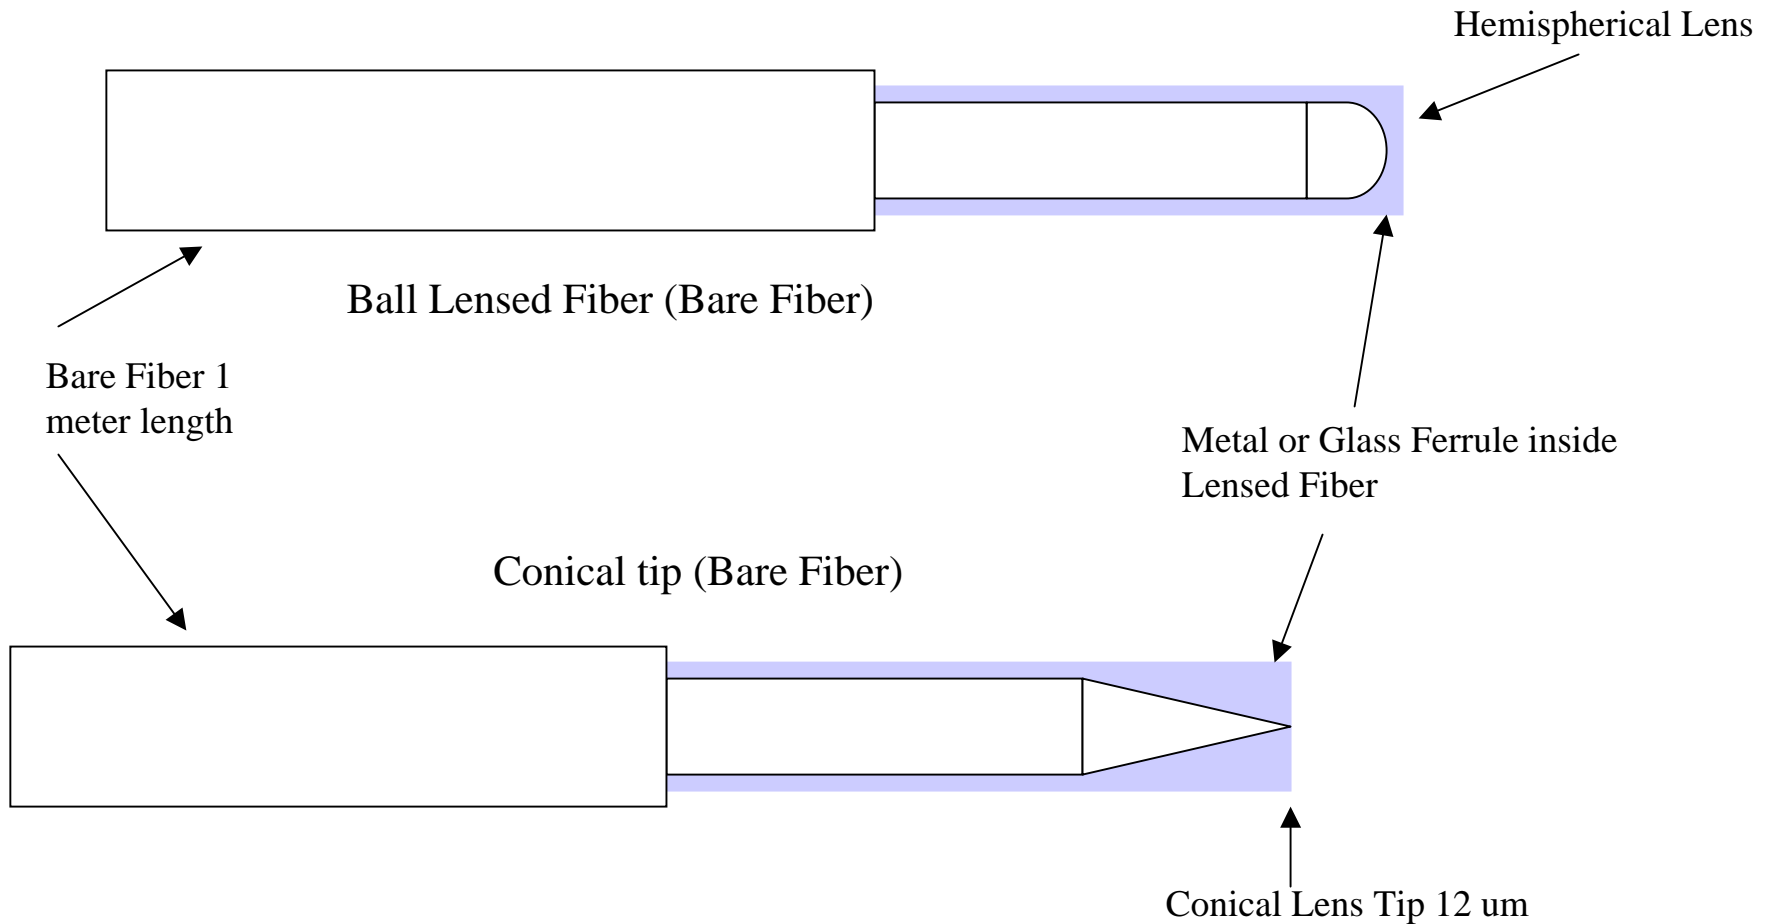 Hemispherical Lens
Ball Lensed Fiber (Bare Fiber)
Bare Fiber 1
meter length
Metal or Glass Ferrule inside
Lensed Fiber
Conical tip (Bare Fiber)
Conical Lens Tip 12 um